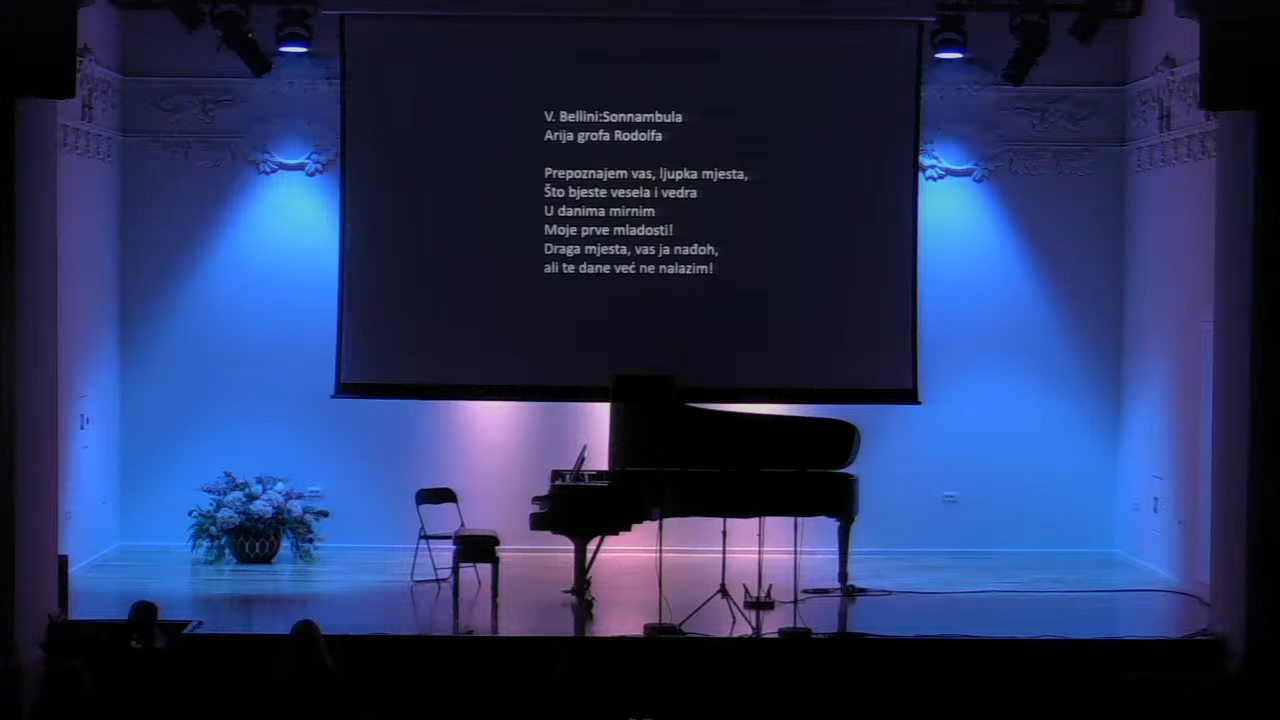 V. Bellini:Sonnambula
Arija grofa Rodolfa
Prepoznajem vas, ljupka mjesta,
Što bjeste vesela i vedra
U danima mirnim
Moje prve mladosti!
Draga mjesta, vas ja nađoh,
ali te dane već ne nalazim!